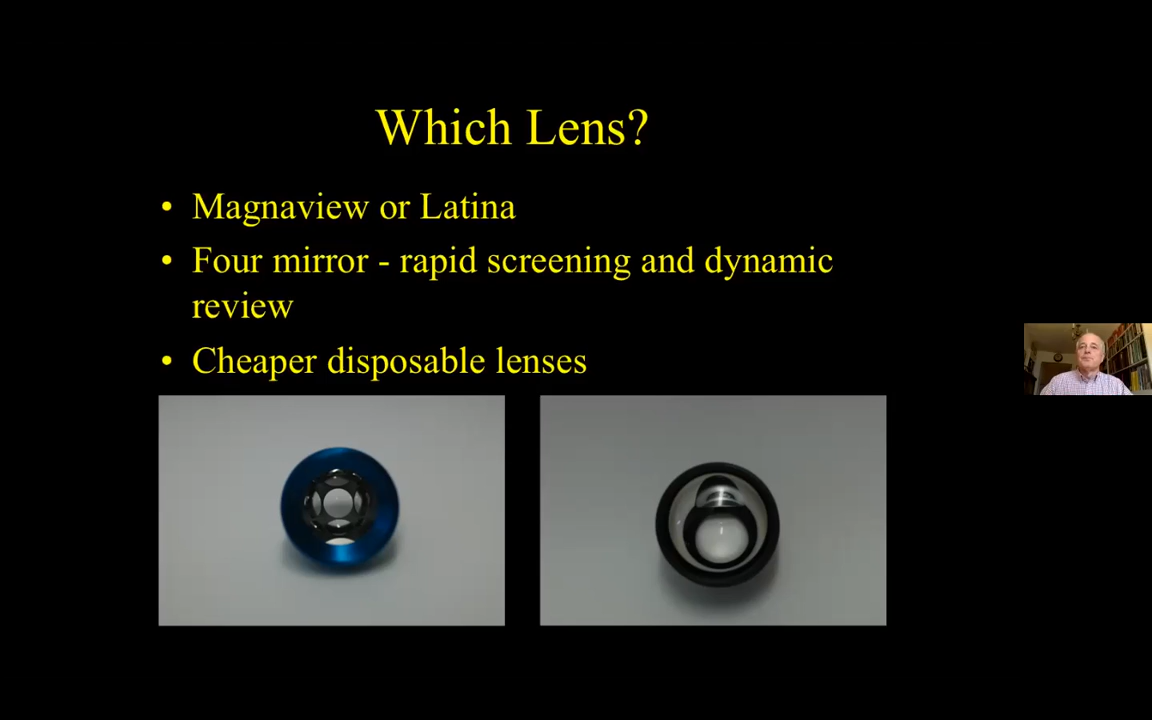 Which Lens?
• Magnaview or Latina
• Four mirror - rapid screening and dynamic
review
• Cheaper disposable lenses